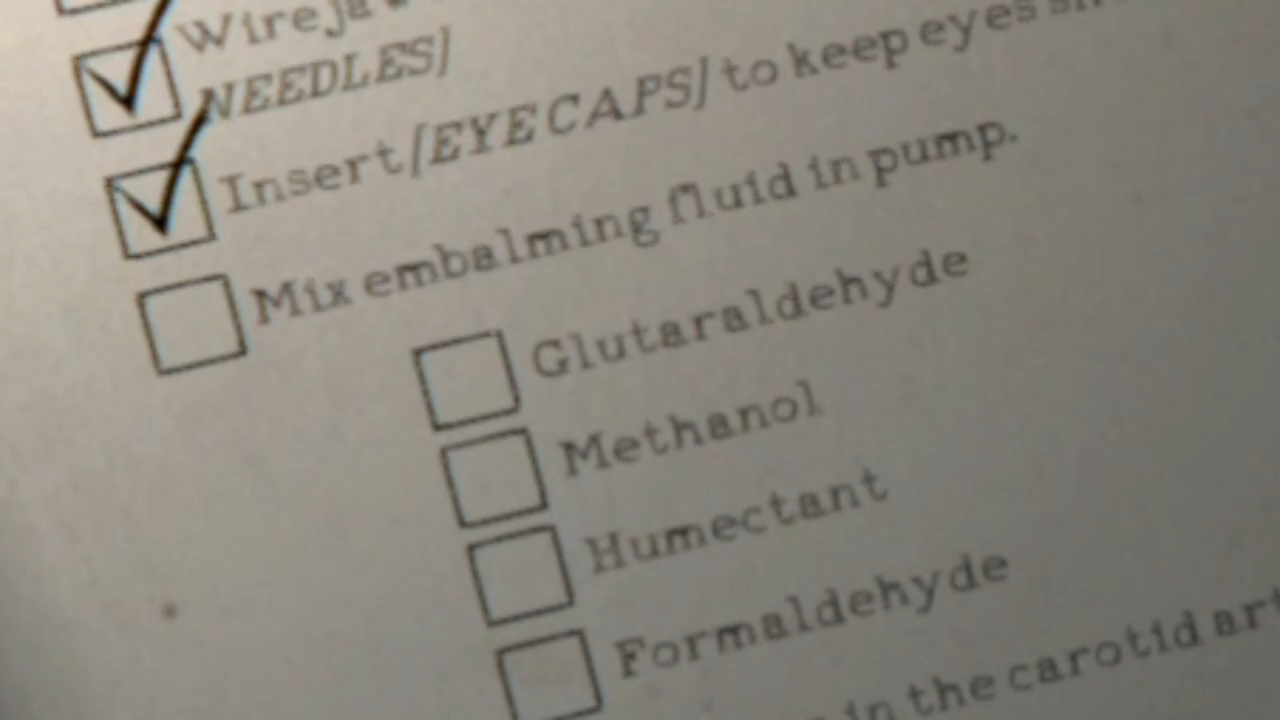 Wire
NEEDLES]
Insert [EYE CAPS] to keep eyes
Mix embalming fluid in pump.
Glutaraldehyde
Methanol
Humectant
Formaldehyde
in the carotid